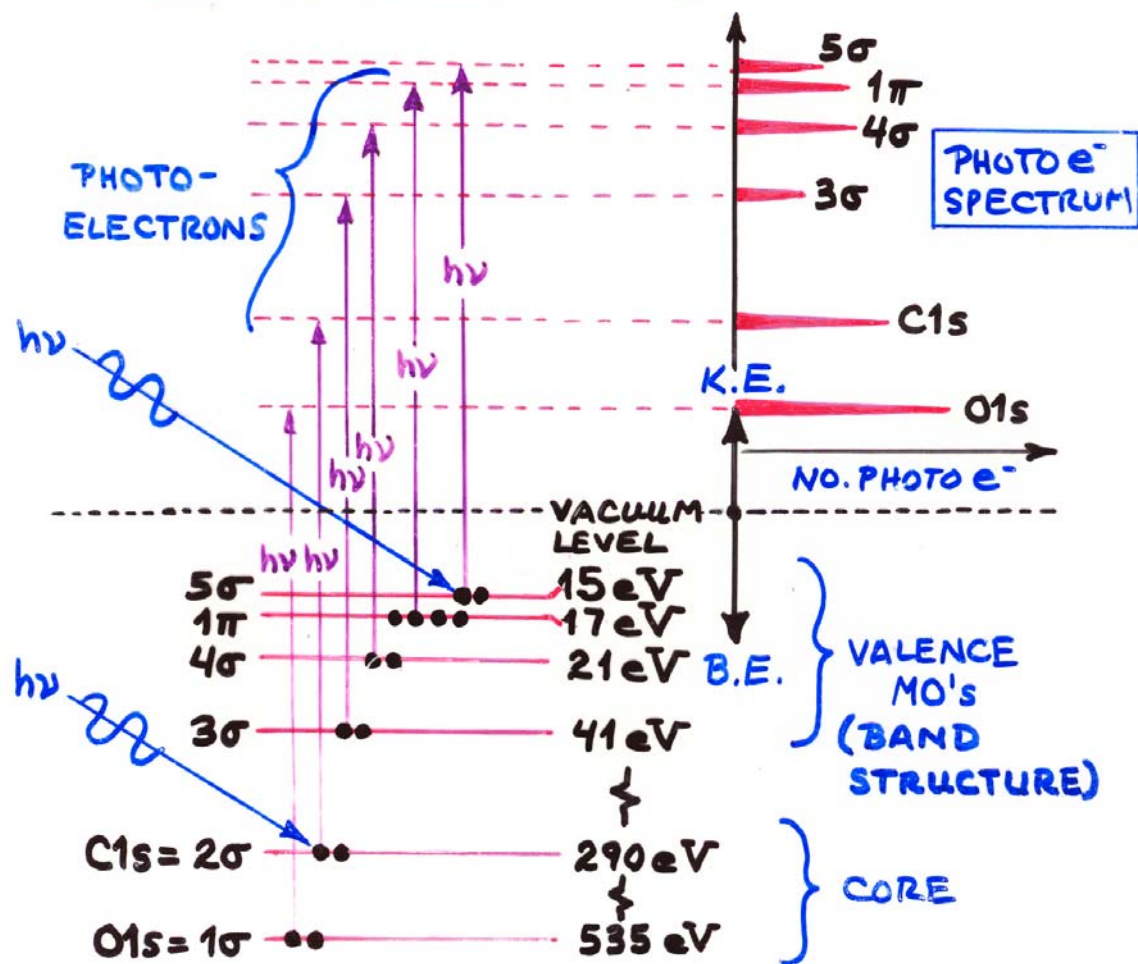 5σ
1π
4σ
3σ
C1s
O1s
PHOTO e⁻
SPECTRUM
PHOTO-
ELECTRONS
hν
hν
hν
hν
hν
hν
hν
hν
K.E.
NO. PHOTO e⁻
VACUUM
LEVEL
5σ 15 eV
1π 17 eV
4σ 21 eV
3σ 41 eV
B.E.
VALENCE
MO'S
(BAND
STRUCTURE)
C1s = 2σ 290 eV
O1s = 1σ 535 eV
CORE